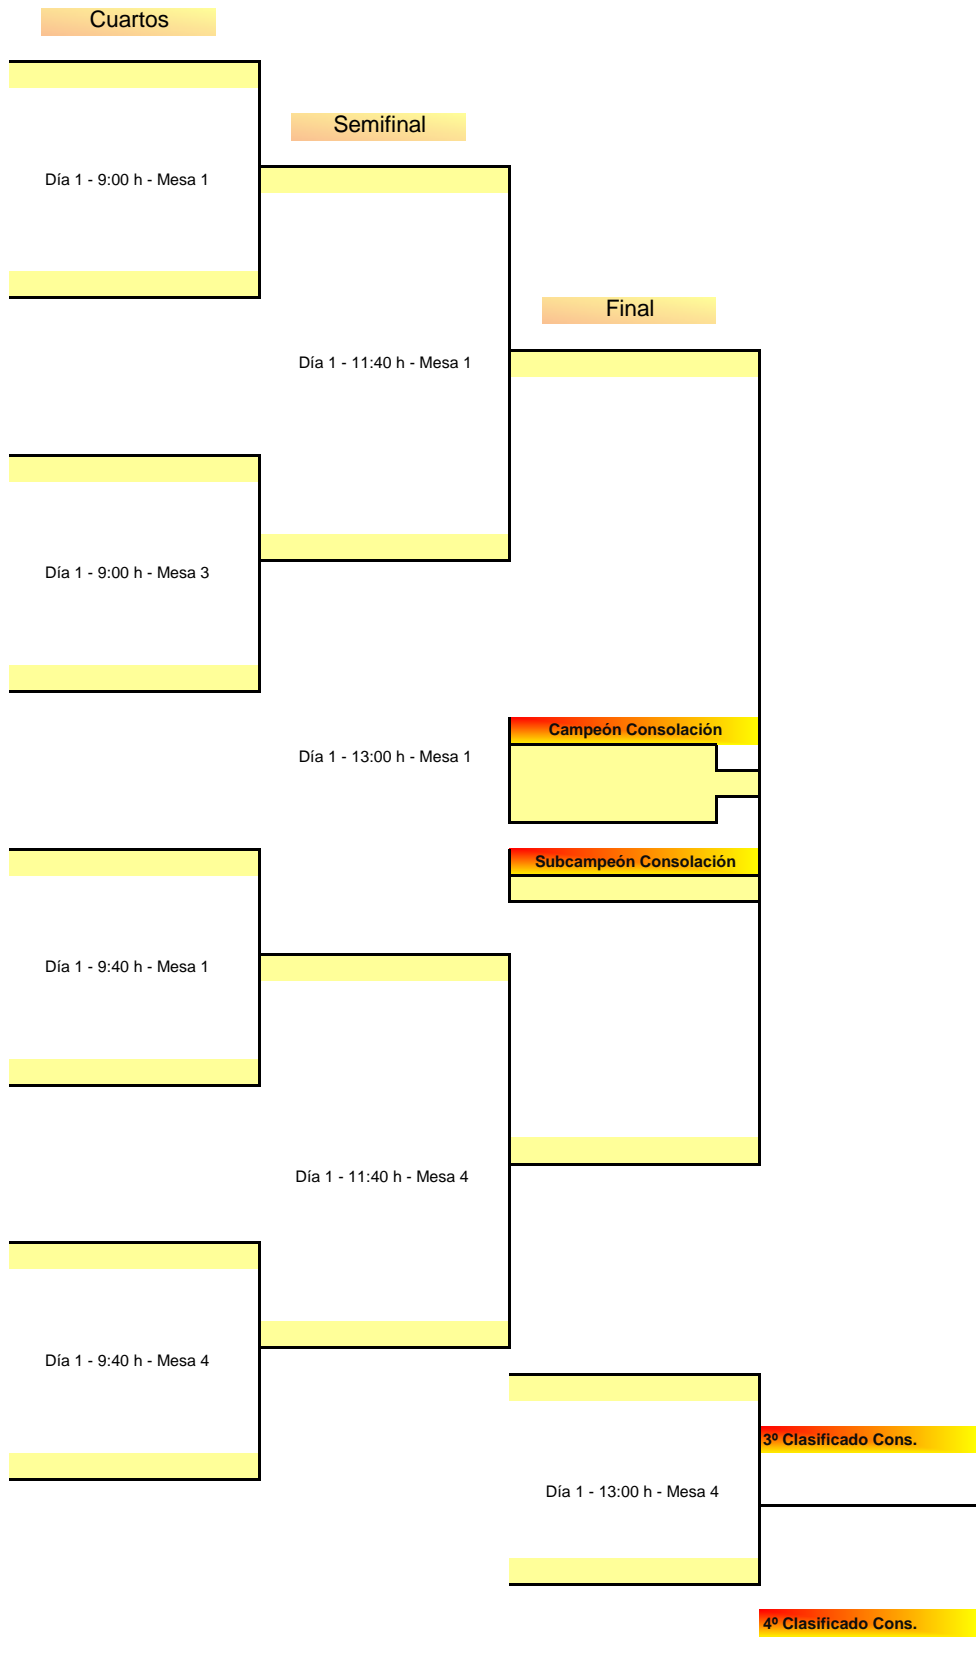 Cuartos
Semifinal
Día 1 - 9:00 h - Mesa 1
Final
Día 1 - 11:40 h - Mesa 1
Día 1 - 9:00 h - Mesa 3
Campeón Consolación
Día 1 - 13:00 h - Mesa 1
Subcampeón Consolación
Día 1 - 9:40 h - Mesa 1
Día 1 - 11:40 h - Mesa 4
Día 1 - 9:40 h - Mesa 4
3º Clasificado Cons.
Día 1 - 13:00 h - Mesa 4
4º Clasificado Cons.